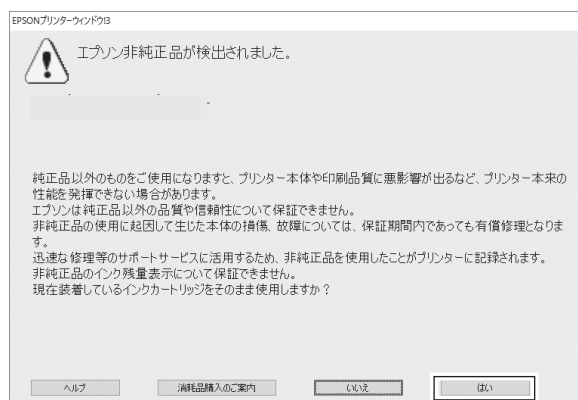 EPSONプリンターウィンドウ!3
エプソン非純正品が検出されました。
純正品以外のものをご使用になりますと、プリンター本体や印刷品質に悪影響が出るなど、プリンター本来の
性能を発揮できない場合があります。
エプソンは純正品以外の品質や信頼性について保証できません。
非純正品の使用に起因して生じた本体の損傷、故障については、保証期間内であっても有償修理となりま
す。
迅速な修理等のサポートサービスに活用するため、非純正品を使用したことがプリンターに記録されます。
非純正品のインク残量表示について保証できません。
現在装着しているインクカートリッジをそのまま使用しますか？
ヘルプ 消耗品購入のご案内 いいえ はい